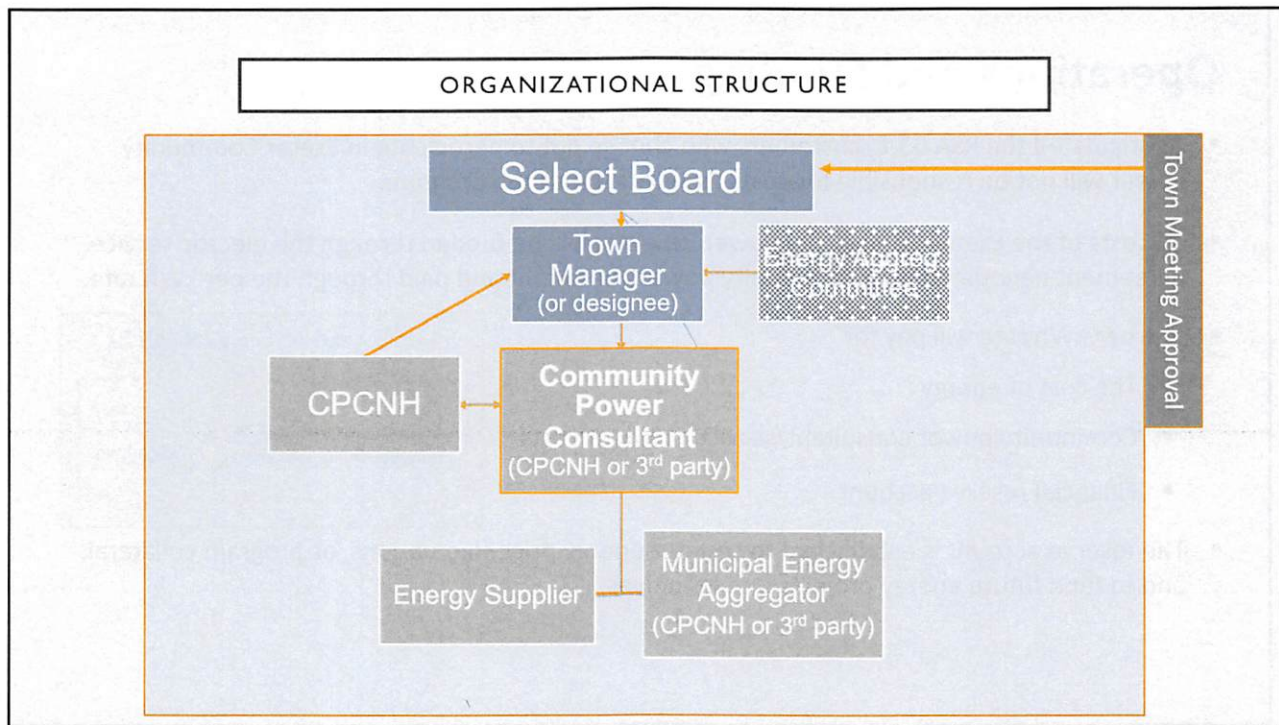 ORGANIZATIONAL STRUCTURE
Select Board
Town Meeting Approval
Town
Manager
(or designee)
Energy Aggreg
Committee
CPCNH
Community
Power
Consultant
(CPCNH or 3rd party)
Energy Supplier
Municipal Energy
Aggregator
(CPCNH or 3rd party)